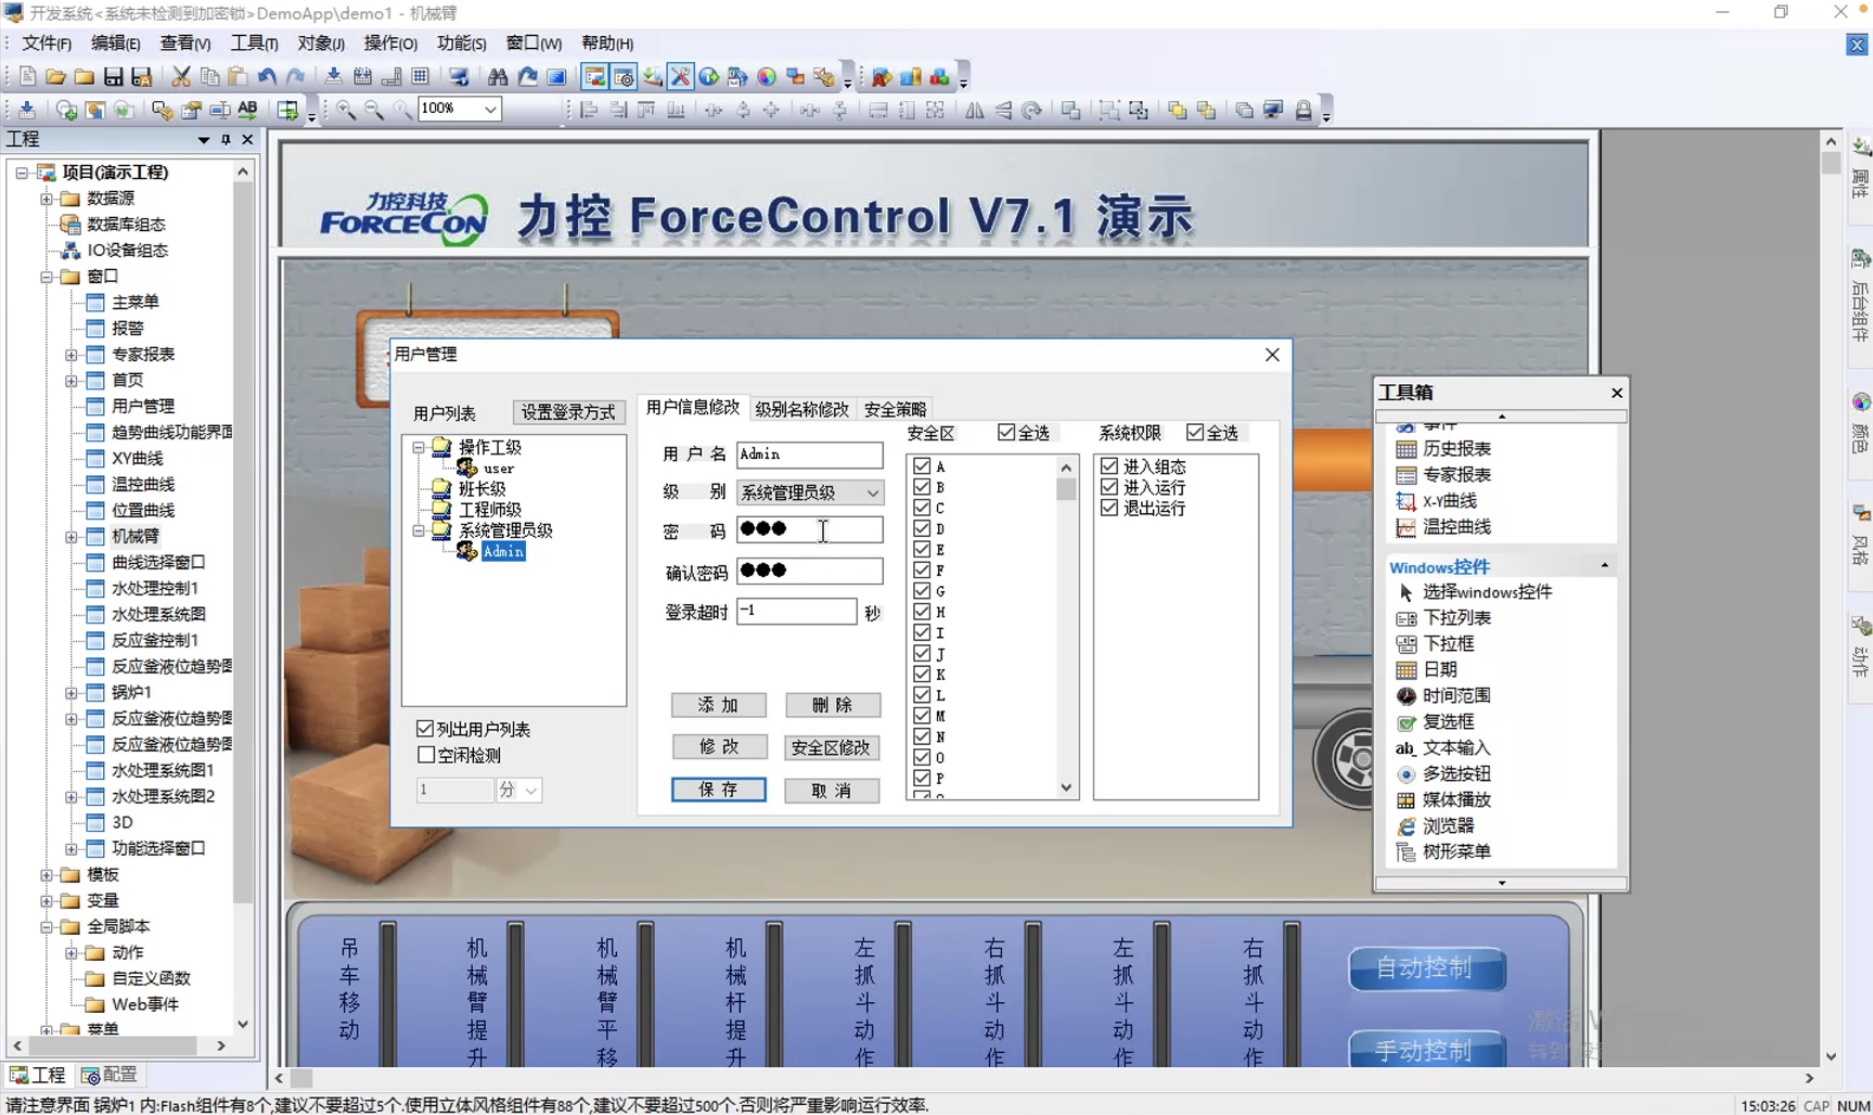 开发系统<系统未检测到加密锁>DemoApp\demo1 - 机械臂
文件(F) 编辑(E) 查看(V) 工具(T) 对象(J) 操作(O) 功能(S) 窗口(W) 帮助(H)
AB 100%
工程
项目(演示工程)
数据源
数据库组态
IO设备组态
窗口
主菜单
报警
专家报表
首页
用户管理
趋势曲线功能界面
XY曲线
温控曲线
位置曲线
机械臂
曲线选择窗口
水处理控制1
水处理系统图
反应釜控制1
反应釜液位趋势图
锅炉1
反应釜液位趋势图
反应釜液位趋势图
水处理系统图1
水处理系统图2
3D
功能选择窗口
模板
变量
全局脚本
动作
自定义函数
Web事件
菜单
工程 配置
力控科技
FORCECON
力控 ForceControl V7.1 演示
用户管理
用户列表 设置登录方式
操作工级
user
班长级
工程师级
系统管理员级
Admin
列出用户列表
空闲检测
1 分
用户信息修改 级别名称修改 安全策略
用户名 Admin
级别 系统管理员级
密码 ●●●
确认密码 ●●●
登录超时 -1 秒
添加 删除
修改 安全区修改
保存 取消
安全区 全选
A
B
C
D
E
F
G
H
I
J
K
L
M
N
O
P
系统权限 全选
进入组态
进入运行
退出运行
工具箱
事件
历史报表
专家报表
X-Y曲线
温控曲线
Windows控件
选择windows控件
下拉列表
下拉框
日期
时间范围
复选框
ab_ 文本输入
多选按钮
媒体播放
浏览器
树形菜单
属性
后台组件
颜色
风格
动作
吊车移动
机械臂提升
机械臂平移
机械杆提升
左抓斗动作
右抓斗动作
左抓斗动作
右抓斗动作
自动控制
手动控制
激活 W
转到"设
请注意界面 锅炉1 内:Flash组件有8个,建议不要超过5个.使用立体风格组件有88个,建议不要超过500个.否则将严重影响运行效率.
15:03:26 CAP NUM